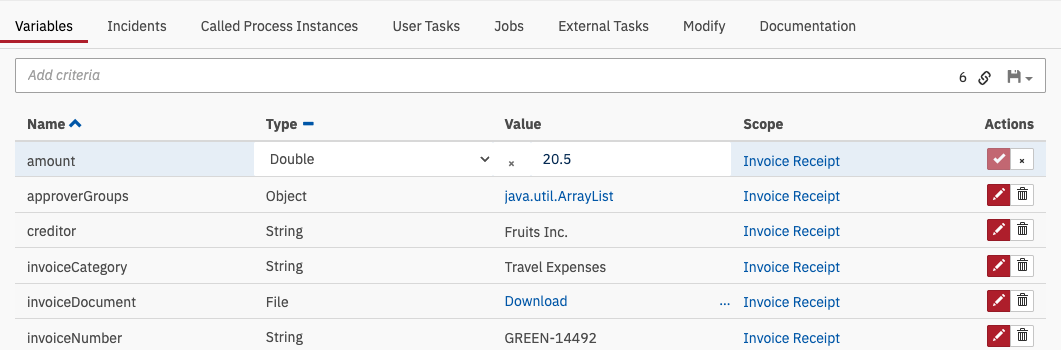 Variables Incidents Called Process Instances User Tasks Jobs External Tasks Modify Documentation
Add criteria 6
Name Type Value Scope Actions
amount Double × 20.5 Invoice Receipt ×
approverGroups Object java.util.ArrayList Invoice Receipt
creditor String Fruits Inc. Invoice Receipt
invoiceCategory String Travel Expenses Invoice Receipt
invoiceDocument File Download ... Invoice Receipt
invoiceNumber String GREEN-14492 Invoice Receipt